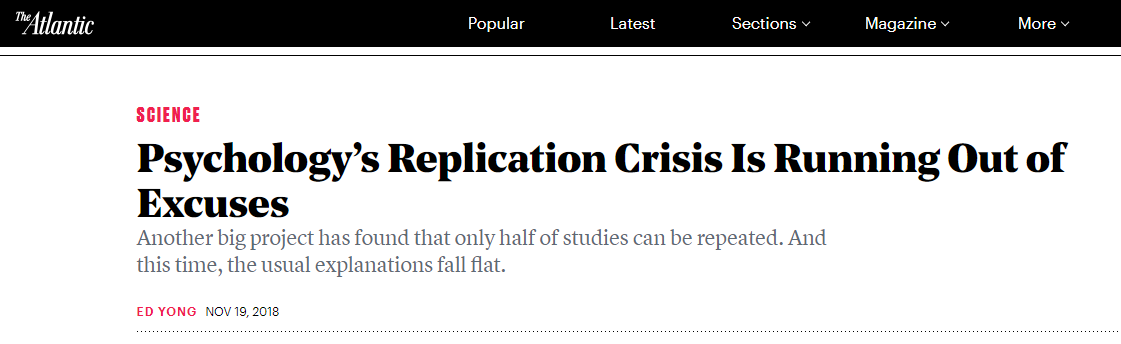 The Atlantic
Popular
Latest
Sections
Magazine
More
SCIENCE
Psychology's Replication Crisis Is Running Out of
Excuses
Another big project has found that only half of studies can be repeated. And
this time, the usual explanations fall flat.
ED YONG NOV 19, 2018